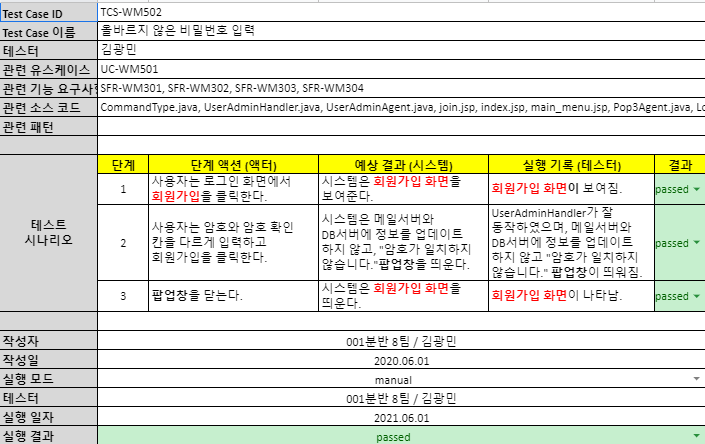 Test Case ID TCS-WM502
Test Case 이름 올바르지 않은 비밀번호 입력
테스터 김광민
관련 유스케이스 UC-WM501
관련 기능 요구사항 SFR-WM301, SFR-WM302, SFR-WM303, SFR-WM304
관련 소스 코드 CommandType.java, UserAdminHandler.java, UserAdminAgent.java, join.jsp, index.jsp, main_menu.jsp, Pop3Agent.java, Lo
관련 패턴
테스트
시나리오
단계 단계 액션 (액터) 예상 결과 (시스템) 실행 기록 (테스터) 결과
1
사용자는 로그인 화면에서
회원가입을 클릭한다.
시스템은 회원가입 화면을
보여준다.
회원가입 화면이 보여짐.
passed
2
사용자는 암호와 암호 확인
칸을 다르게 입력하고
회원가입을 클릭한다.
시스템은 메일서버와
DB서버에 정보를 업데이트
하지 않고, "암호가 일치하지
않습니다."팝업창을 띄운다.
UserAdminHandler가 잘
동작하였으며, 메일서버와
DB서버에 정보를 업데이트
하지 않고 "암호가 일치하지
않습니다." 팝업창이 띄워짐.
passed
3
팝업창을 닫는다.
시스템은 회원가입 화면을
띄운다.
회원가입 화면이 나타남.
passed
작성자 001분반 8팀 / 김광민
작성일 2020.06.01
실행 모드 manual
테스터 001분반 8팀 / 김광민
실행 일자 2021.06.01
실행 결과 passed